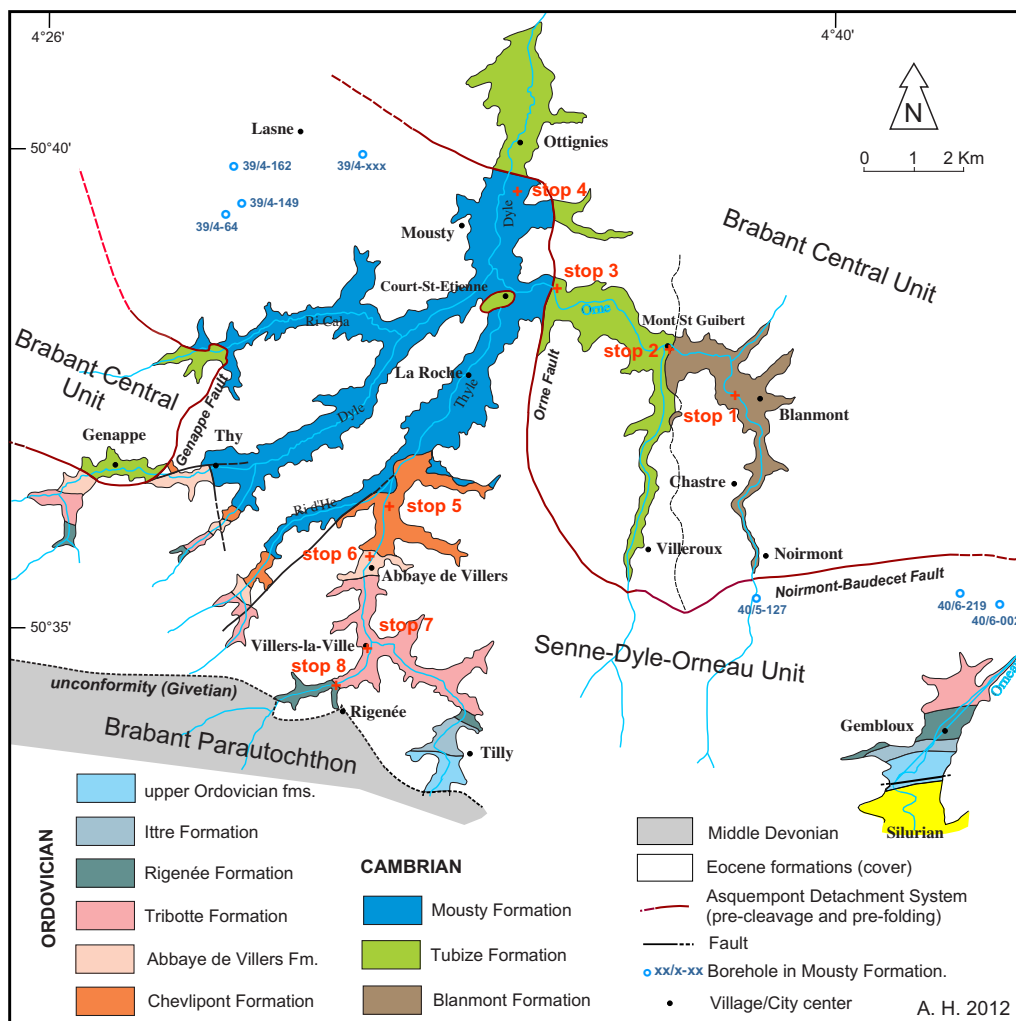 4°26'
4°40'
N
Lasne
50°40'
Ottignies
0 1 2 Km
39/4-162
39/4-xxx
stop 4
39/4-149
39/4-64
Dyle
Mousty
Brabant Central Unit
stop 3
Court-St-Etjenne
Orne
Ri Cala
Mont St Guibert
Brabant Central
Unit
stop 2
La Roche
Thyle
Orne Fault
Genappe Fault
Dyle
stop 1
Blanmont
Genappe
Thy
Chastre
Ri d'He
stop 5
stop 6
Villeroux
Noirmont
Abbaye de Villers
Noirmont-Baudecet Fault
40/5-127
40/6-219
40/6-002
50°35'
stop 7
Villers-la-Ville
Senne-Dyle-Orneau Unit
stop 8
unconformity (Givetian)
Rigenée
Brabant Parautochthon
Tilly
Gembloux
Silurian
ORDOVICIAN
upper Ordovician fms.
Ittre Formation
Rigenée Formation
Tribotte Formation
Abbaye de Villers Fm.
Chevlipont Formation
CAMBRIAN
Mousty Formation
Tubize Formation
Blanmont Formation
Middle Devonian
Eocene formations (cover)
Asquempont Detachment System
(pre-cleavage and pre-folding)
Fault
xx/x-xx Borehole in Mousty Formation.
Village/City center
A. H. 2012